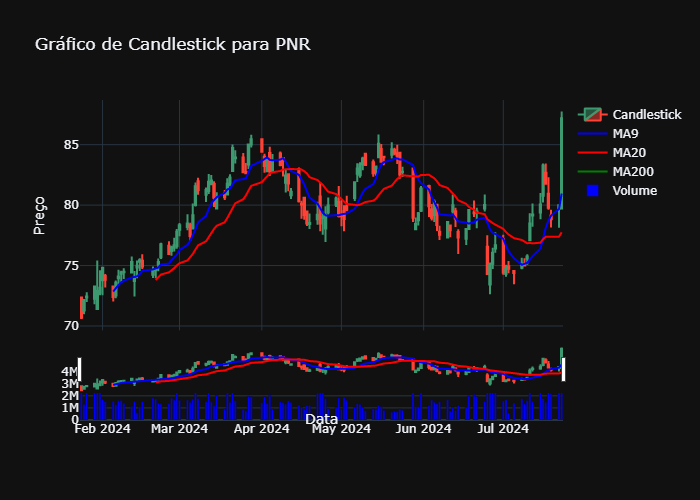 Gráfico de Candlestick para PNR
Candlestick
MA9
MA20
MA200
Volume
Preço
85
80
75
70
4M
3M
2M
1M
0
Data
Feb 2024
Mar 2024
Apr 2024
May 2024
Jun 2024
Jul 2024